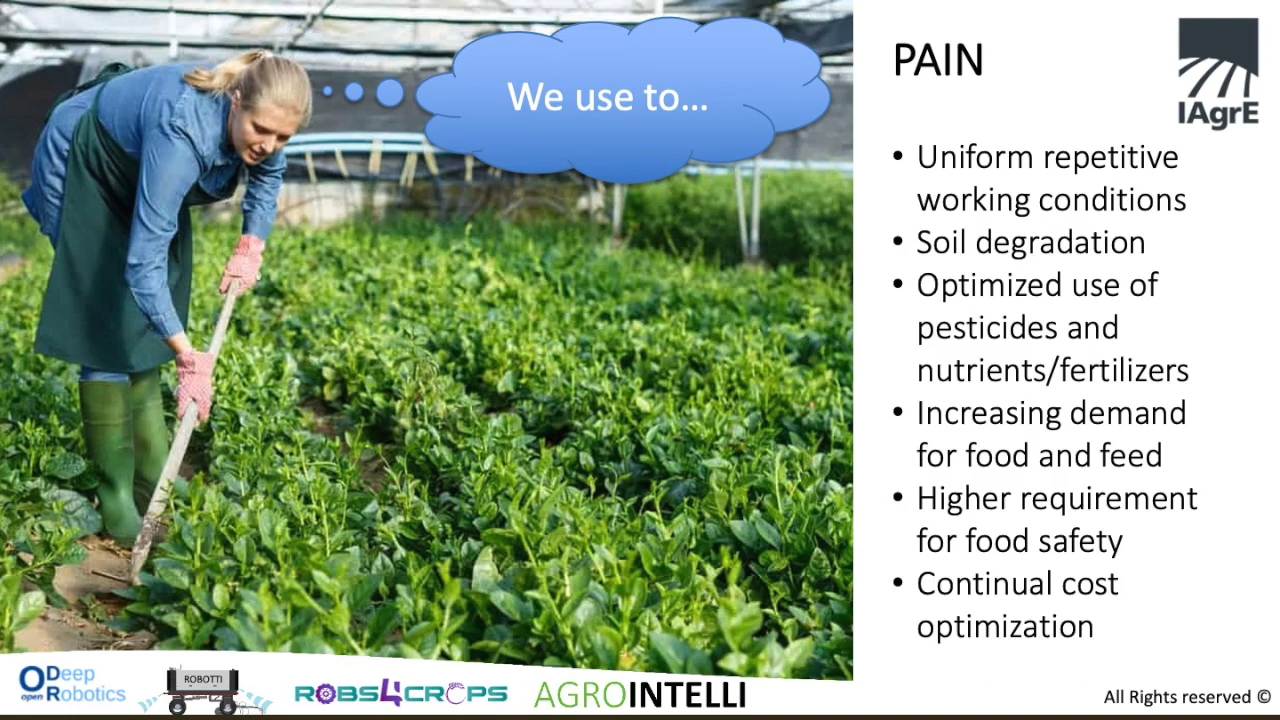 We use to...
PAIN
IAgrE
• Uniform repetitive
working conditions
• Soil degradation
• Optimized use of
pesticides and
nutrients/fertilizers
• Increasing demand
for food and feed
• Higher requirement
for food safety
• Continual cost
optimization
Deep
open Robotics
ROBOTTI
ROBS4CROPS
AGROINTELLI
All Rights reserved ©